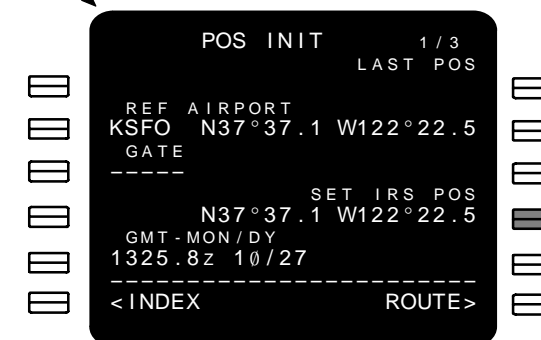 POS INIT 1/3
LAST POS
REF AIRPORT
KSFO N37°37.1 W122°22.5
GATE
-----
SET IRS POS
N37°37.1 W122°22.5
GMT-MON/DY
1325.8z 1Ø/27
------------------------
<INDEX ROUTE>